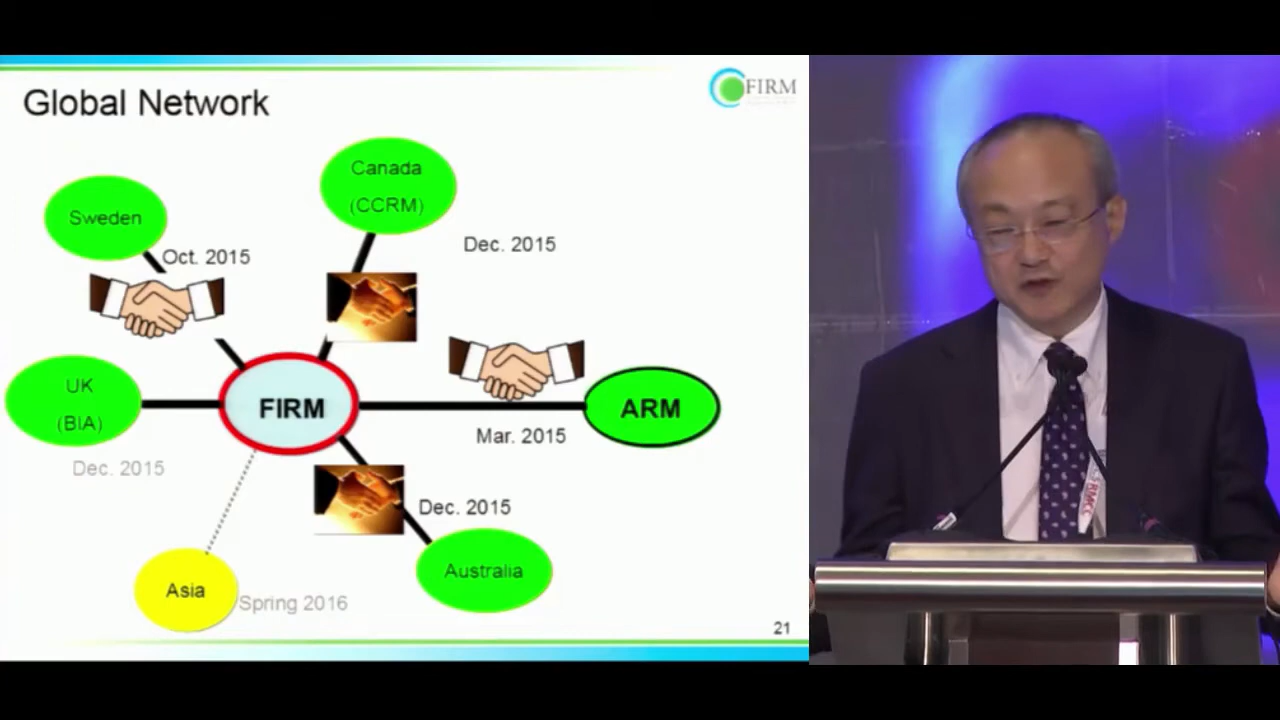 Global Network
FIRM
Canada
(CCRM)
Sweden
Oct. 2015
Dec. 2015
UK
(BIA)
FIRM
ARM
Mar. 2015
Dec. 2015
Dec. 2015
Australia
Asia
Spring 2016
21
RMCC